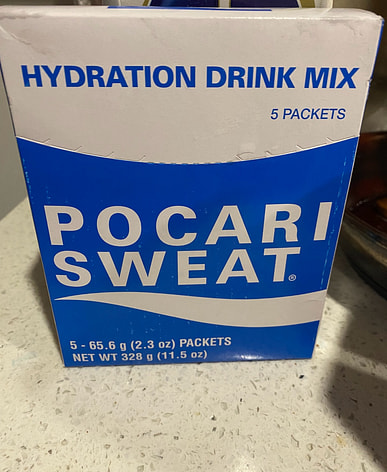 HYDRATION DRINK MIX
5 PACKETS
POCARI
SWEAT®
5 - 65.6 g (2.3 oz) PACKETS
NET WT 328 g (11.5 oz)